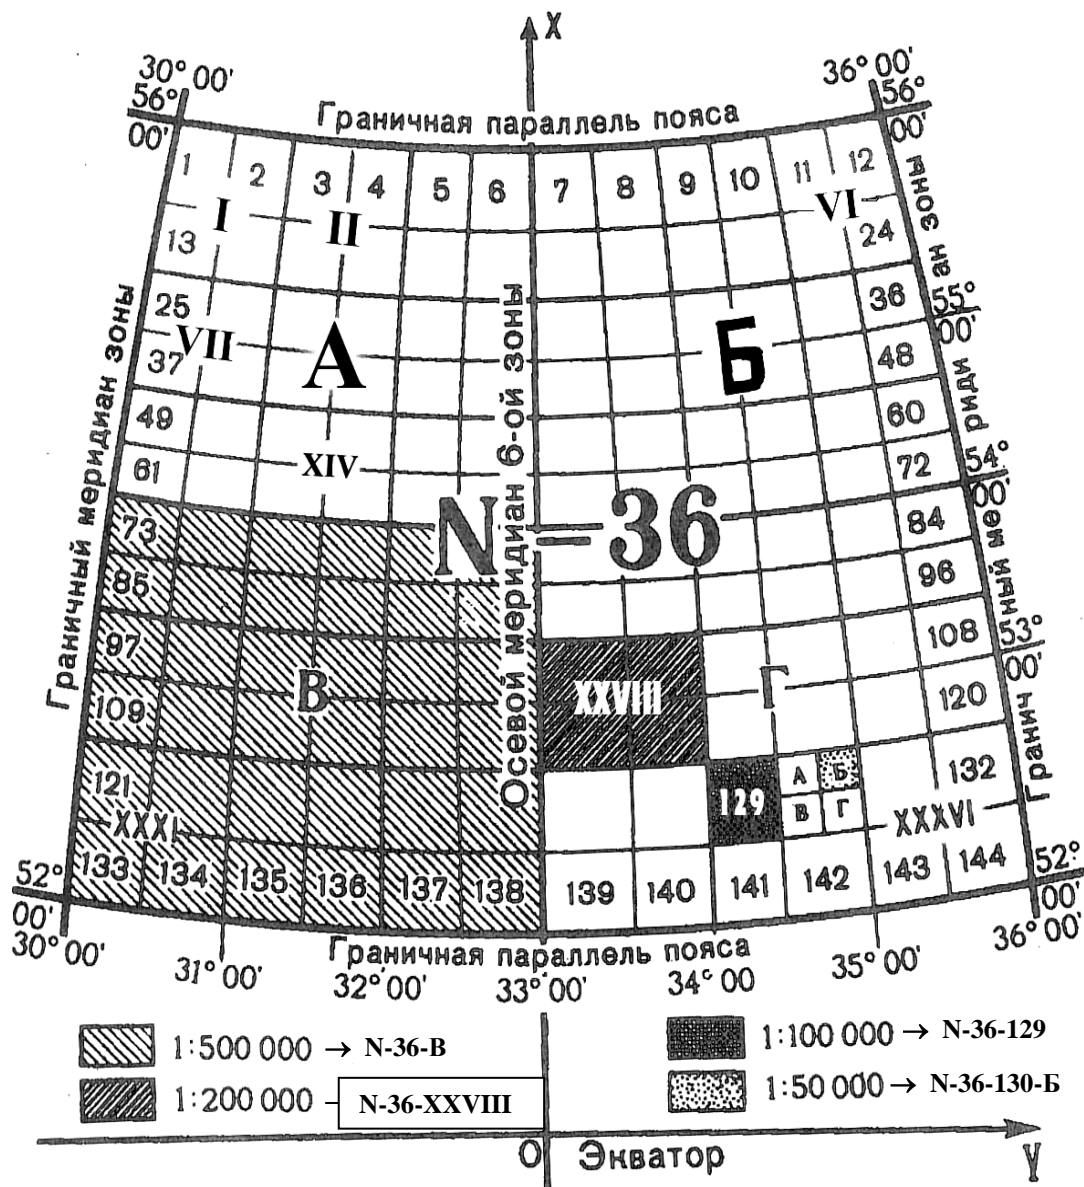 X
30° 00'
36° 00'
56°
00'
Граничная параллель пояса
56°
00'
1 2 3 4 5 6 7 8 9 10 11 12
I II VI
13 24
25 36
55°
00'
VII А Б
37 48
49 60
XIV
61 72
54°
00'
N-36
73 84
85 96
97 108
53°
00'
В XXVIII Г
109 120
121 129 А Б 132
В Г
XXXI XXXVI
133 134 135 136 137 138 139 140 141 142 143 144
Граничный меридиан зоны
Осевой меридиан 6-ой зоны
Гранич ный ме риди ан зоны
52°
00'
52°
00'
Граничная параллель пояса
30° 00' 31° 00' 32° 00' 33° 00' 34° 00 35° 00' 36° 00'
1:500 000 → N-36-В
1:200 000 – N-36-XXVIII
1:100 000 → N-36-129
1:50 000 → N-36-130-Б
O Экватор Y